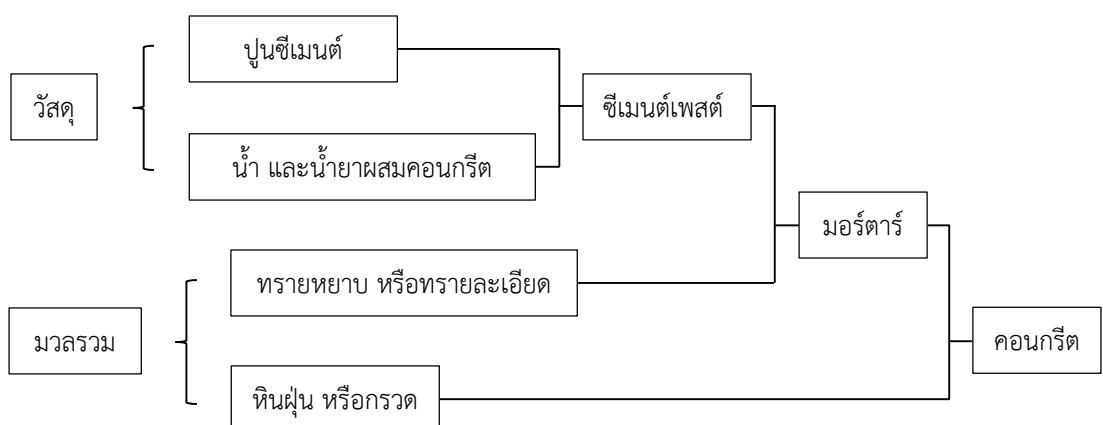 ปูนซีเมนต์
วัสดุ
ซีเมนต์เพสต์
น้ำ และน้ำยาผสมคอนกรีต
มอร์ตาร์
ทรายหยาบ หรือทรายละเอียด
มวลรวม
คอนกรีต
หินฝุ่น หรือกรวด